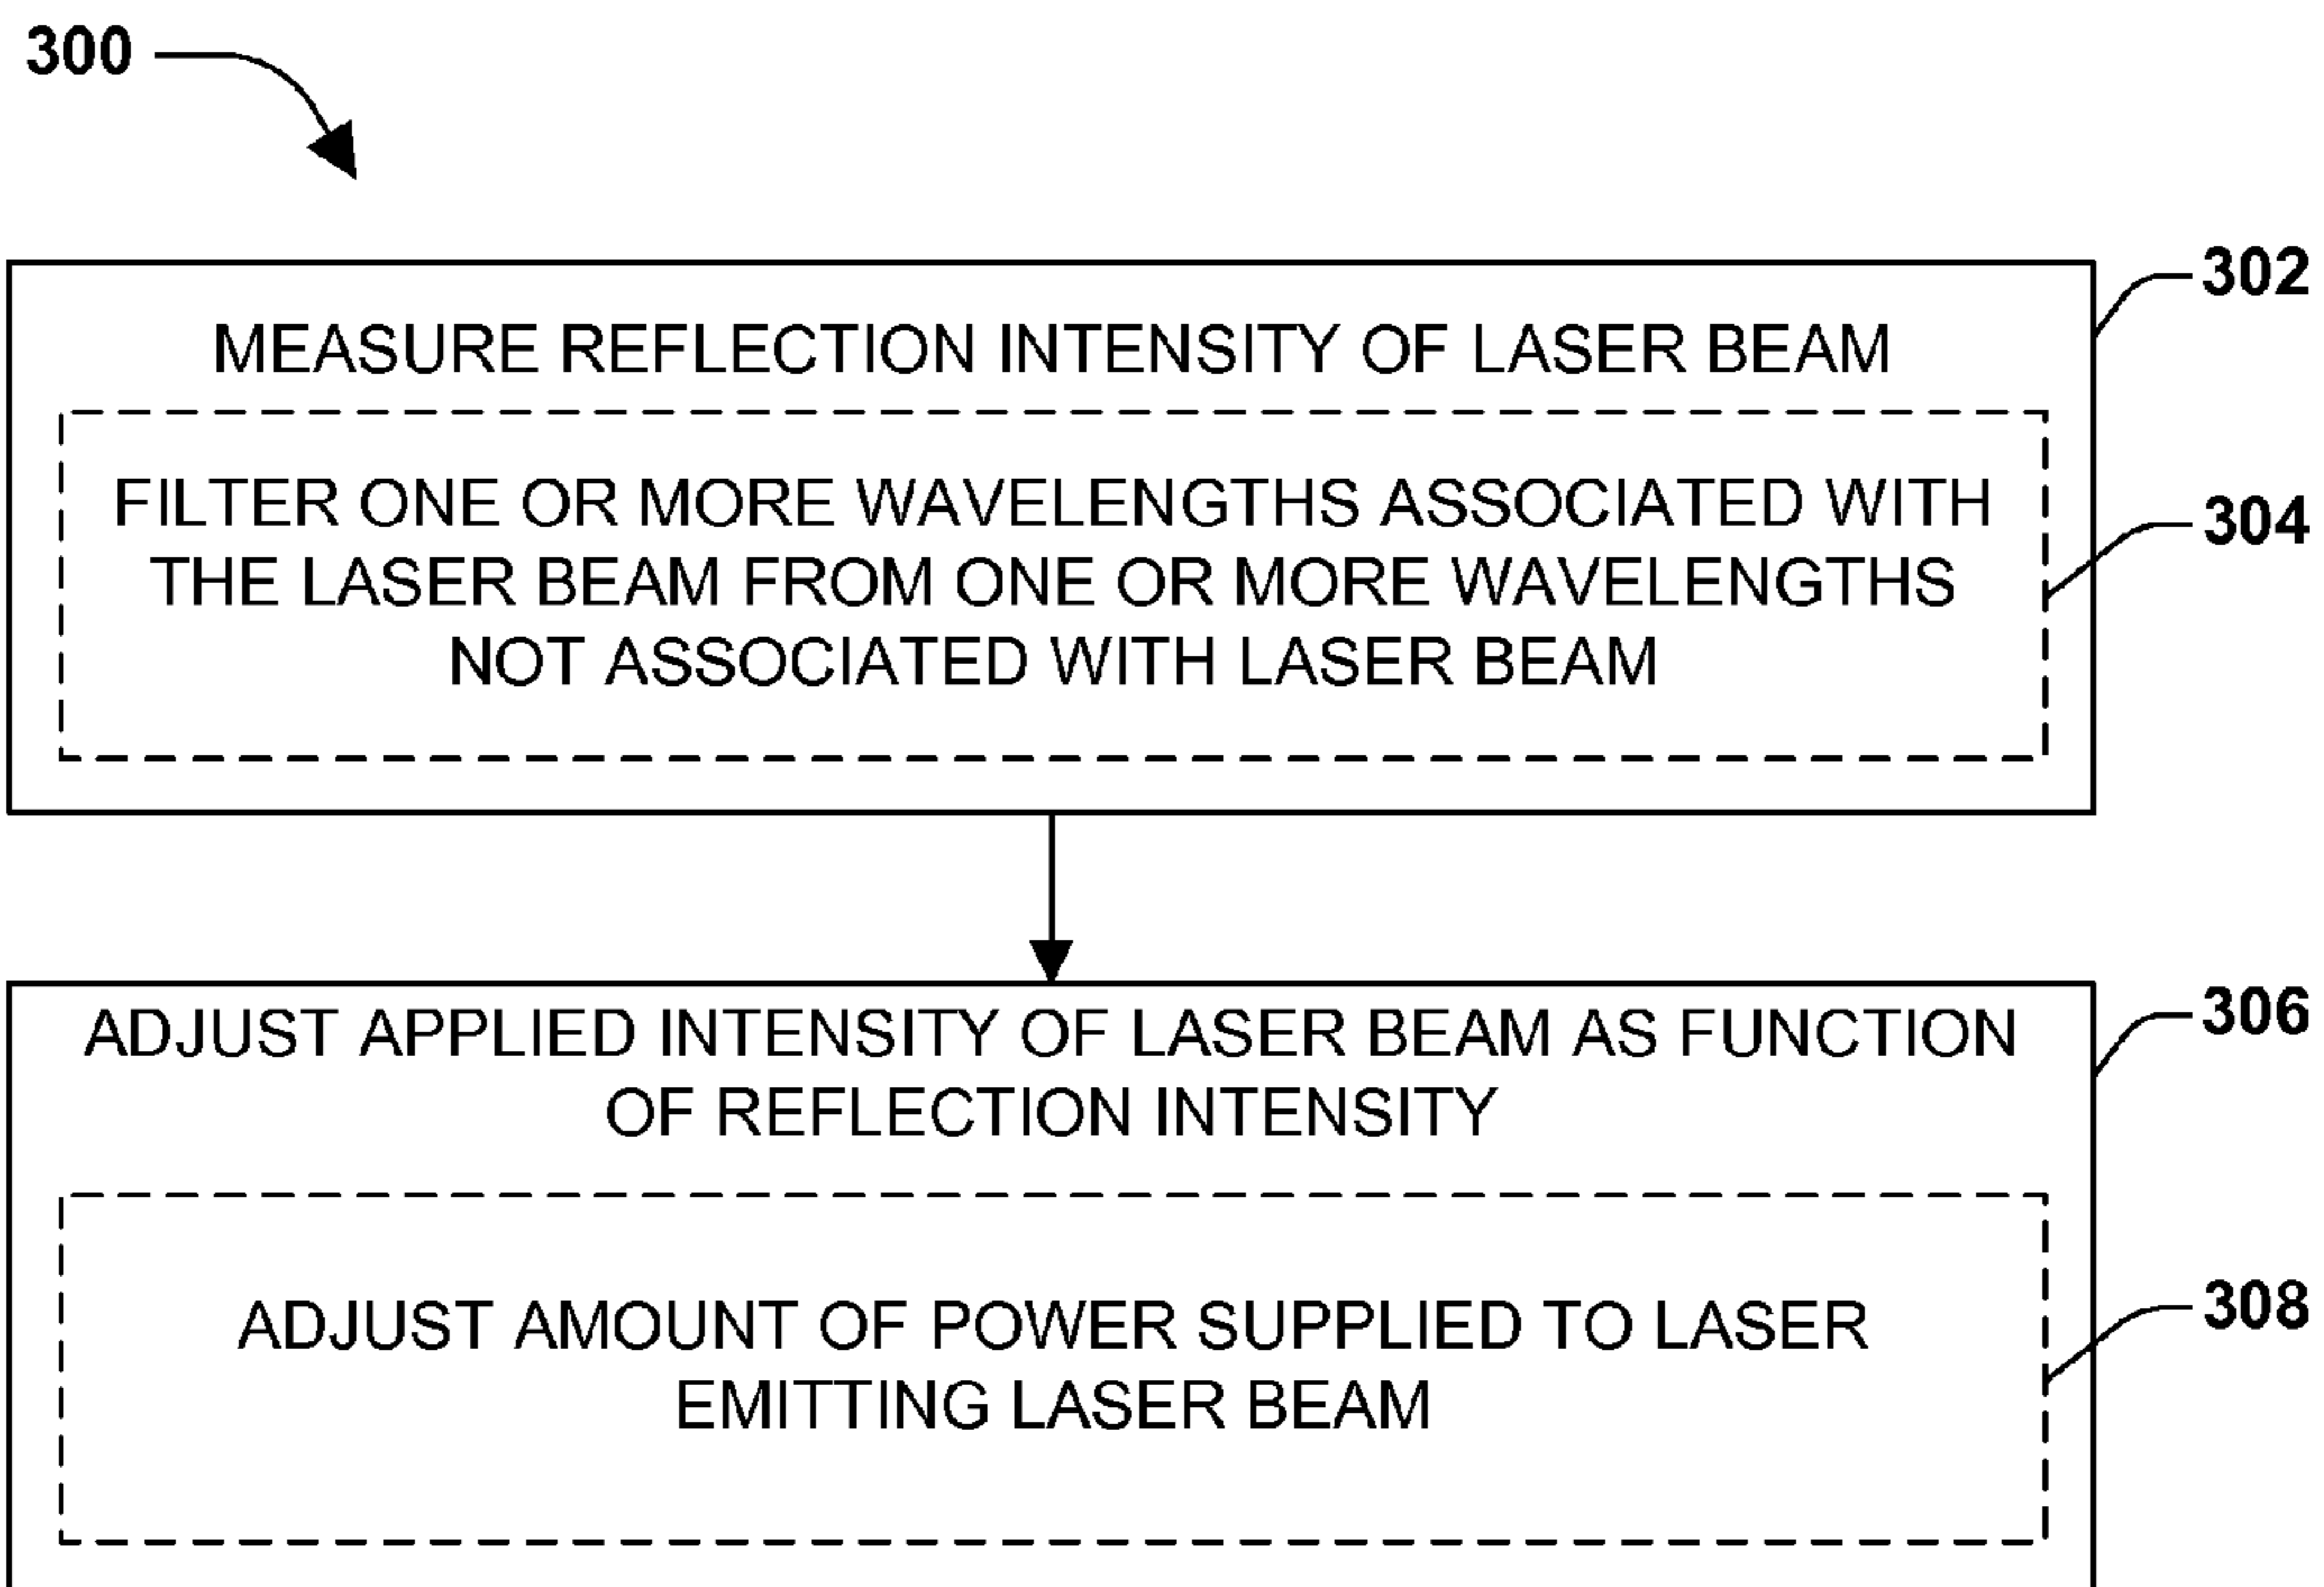 300
302
MEASURE REFLECTION INTENSITY OF LASER BEAM
FILTER ONE OR MORE WAVELENGTHS ASSOCIATED WITH
THE LASER BEAM FROM ONE OR MORE WAVELENGTHS
NOT ASSOCIATED WITH LASER BEAM
304
306
ADJUST APPLIED INTENSITY OF LASER BEAM AS FUNCTION
OF REFLECTION INTENSITY
ADJUST AMOUNT OF POWER SUPPLIED TO LASER
EMITTING LASER BEAM
308